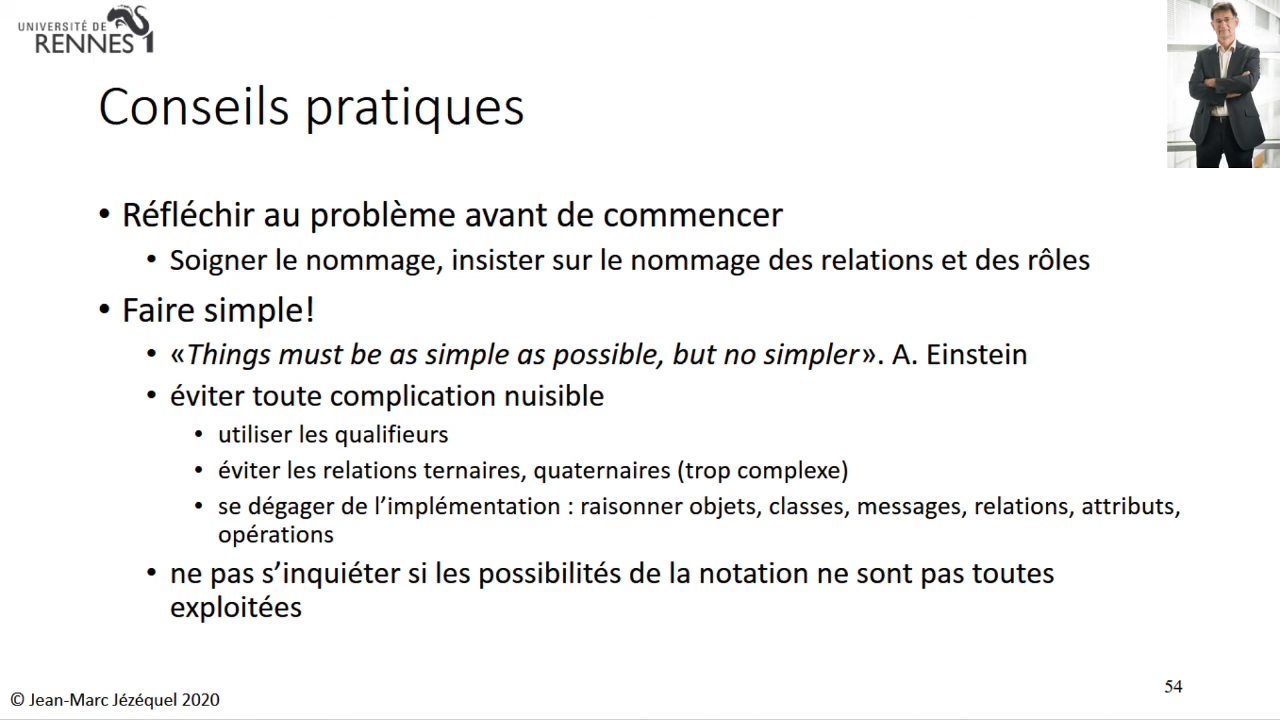 UNIVERSITÉ DE
RENNES 1
Conseils pratiques
• Réfléchir au problème avant de commencer
• Soigner le nommage, insister sur le nommage des relations et des rôles
• Faire simple!
• «Things must be as simple as possible, but no simpler». A. Einstein
• éviter toute complication nuisible
• utiliser les qualifieurs
• éviter les relations ternaires, quaternaires (trop complexe)
• se dégager de l’implémentation : raisonner objets, classes, messages, relations, attributs,
opérations
• ne pas s’inquiéter si les possibilités de la notation ne sont pas toutes
exploitées
54
© Jean-Marc Jézéquel 2020